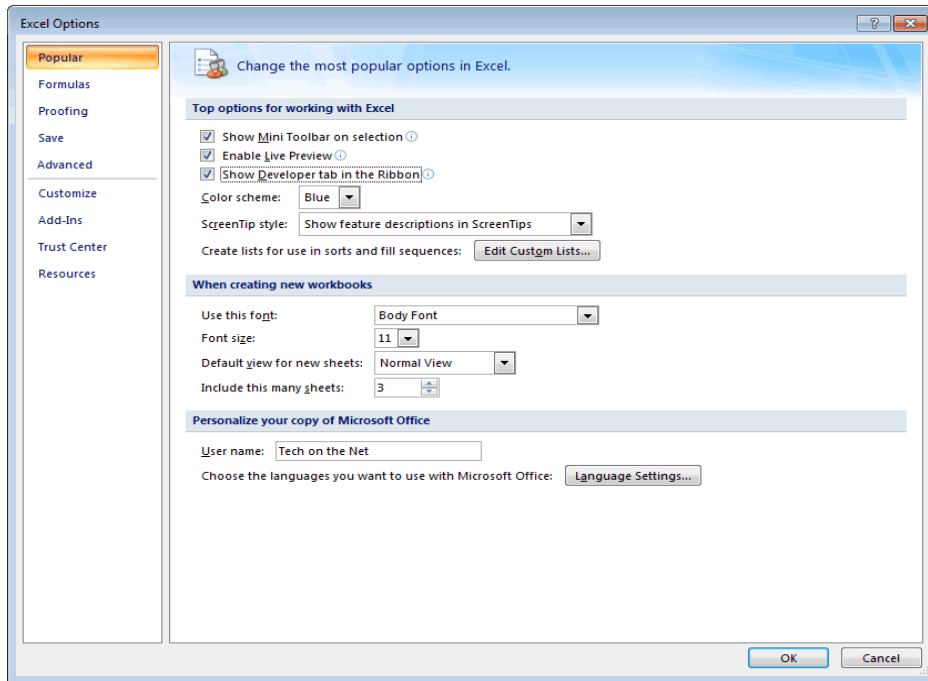 Excel Options
Popular
Formulas
Proofing
Save
Advanced
Customize
Add-Ins
Trust Center
Resources
Change the most popular options in Excel.
Top options for working with Excel
Show Mini Toolbar on selection
Enable Live Preview
Show Developer tab in the Ribbon
Color scheme: Blue
ScreenTip style: Show feature descriptions in ScreenTips
Create lists for use in sorts and fill sequences: Edit Custom Lists...
When creating new workbooks
Use this font: Body Font
Font size: 11
Default view for new sheets: Normal View
Include this many sheets: 3
Personalize your copy of Microsoft Office
User name: Tech on the Net
Choose the languages you want to use with Microsoft Office: Language Settings...
OK Cancel